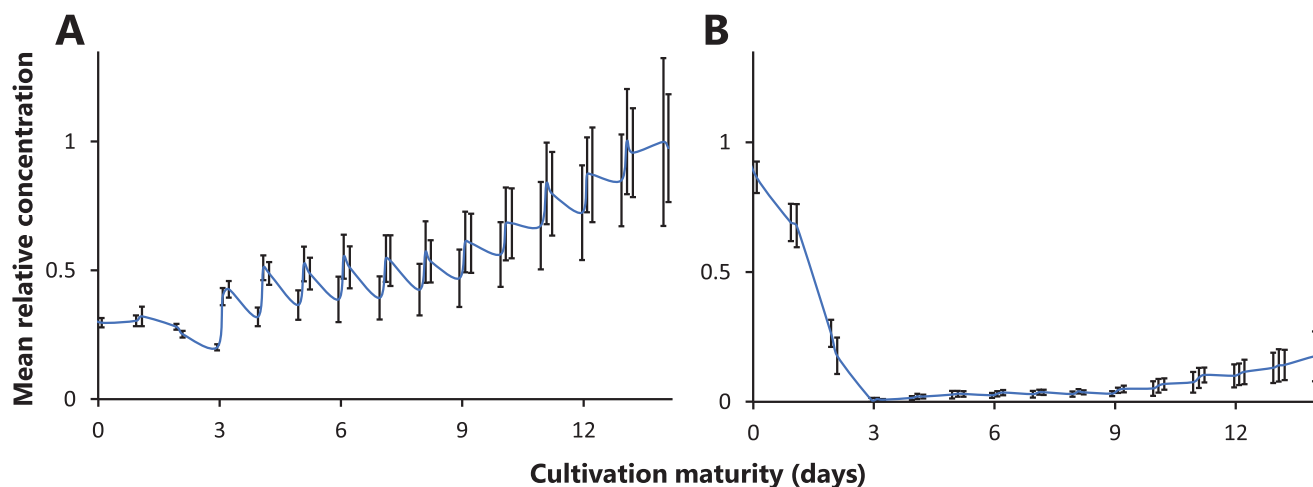 A
B
Mean relative concentration
1
0.5
0
0 3 6 9 12
1
0.5
0
0 3 6 9 12
Cultivation maturity (days)